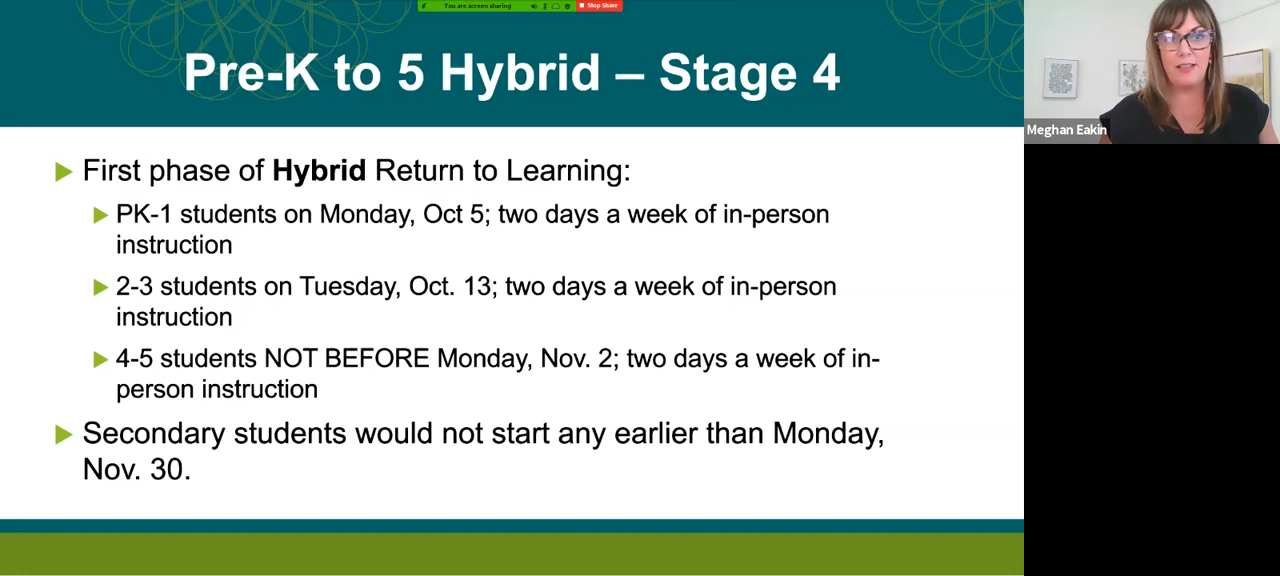 You are screen sharing
Stop Share
Pre-K to 5 Hybrid – Stage 4
Meghan Eakin
First phase of Hybrid Return to Learning:
PK-1 students on Monday, Oct 5; two days a week of in-person
instruction
2-3 students on Tuesday, Oct. 13; two days a week of in-person
instruction
4-5 students NOT BEFORE Monday, Nov. 2; two days a week of in-
person instruction
Secondary students would not start any earlier than Monday,
Nov. 30.